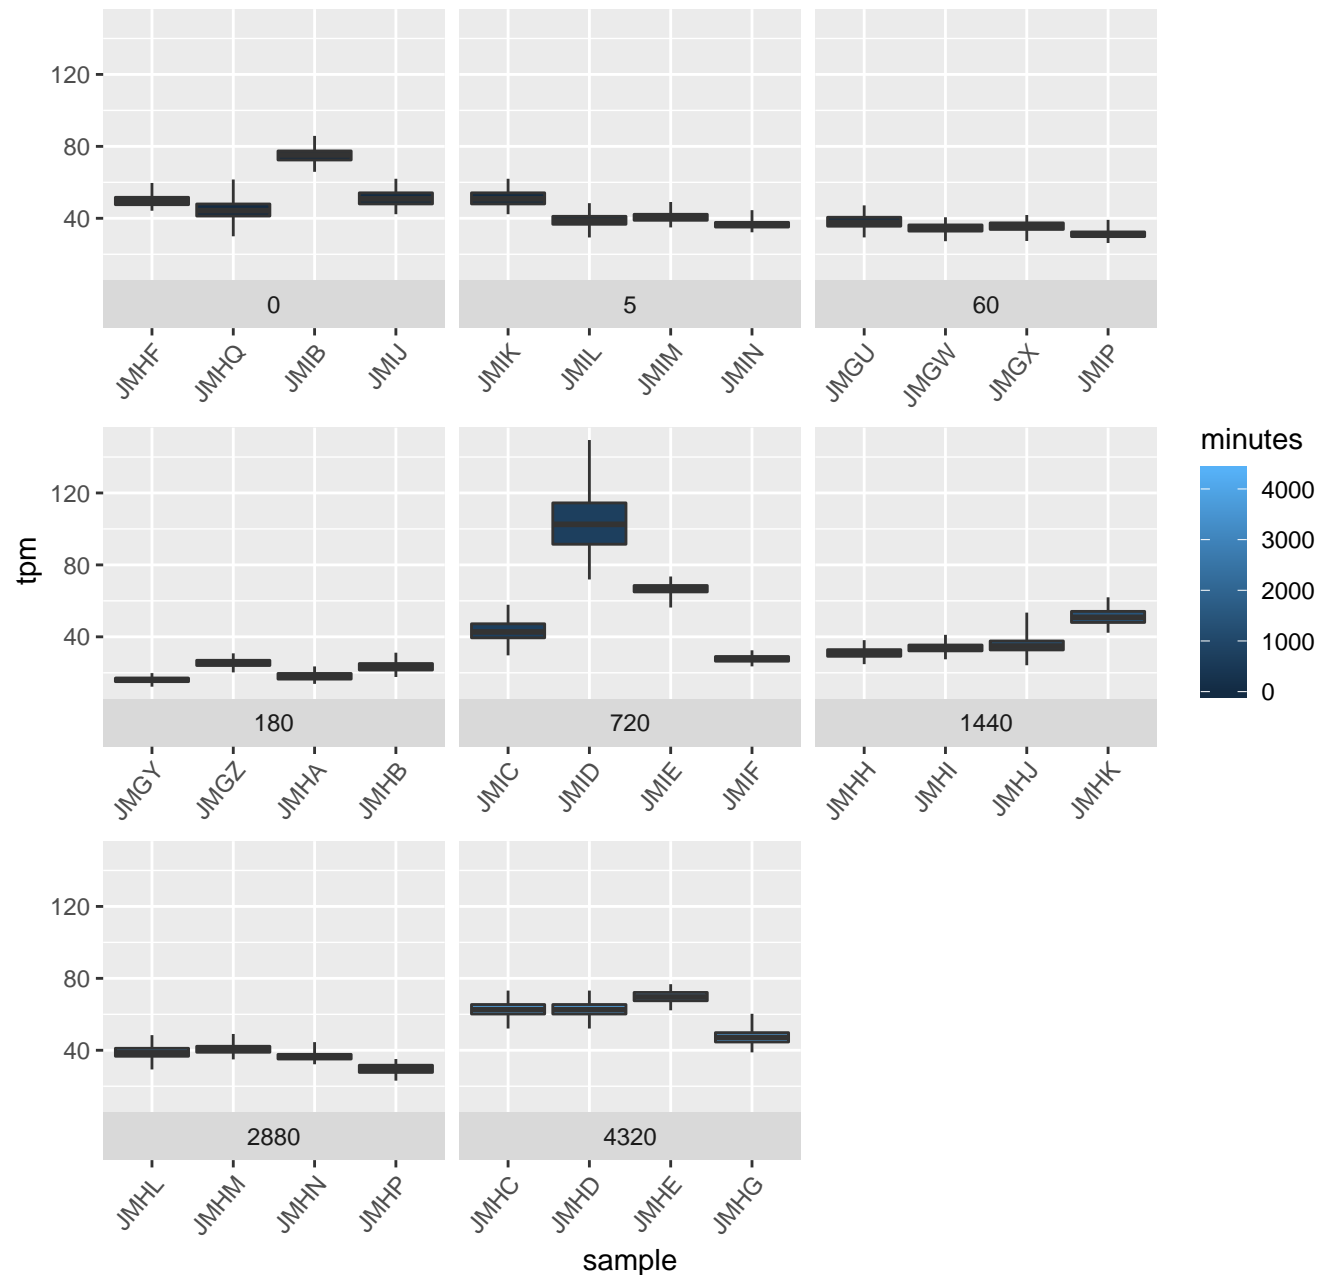 120
80
40
0
5
60
JMHF
JMHQ
JMIB
JMIJ
JMIK
JMIL
JMIM
JMIN
JMGU
JMGW
JMGX
JMIP
tpm
120
80
40
180
720
1440
JMGY
JMGZ
JMHA
JMHB
JMIC
JMID
JMIE
JMIF
JMHH
JMHI
JMHJ
JMHK
minutes
4000
3000
2000
1000
0
120
80
40
2880
4320
JMHL
JMHM
JMHN
JMHP
JMHC
JMHD
JMHE
JMHG
sample